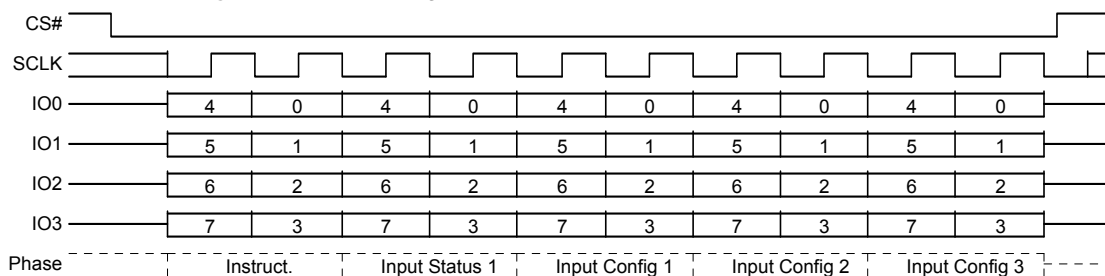 CS#
SCLK
IO0 4 0 4 0 4 0 4 0 4 0
IO1 5 1 5 1 5 1 5 1 5 1
IO2 6 2 6 2 6 2 6 2 6 2
IO3 7 3 7 3 7 3 7 3 7 3
Phase Instruct. Input Status 1 Input Config 1 Input Config 2 Input Config 3